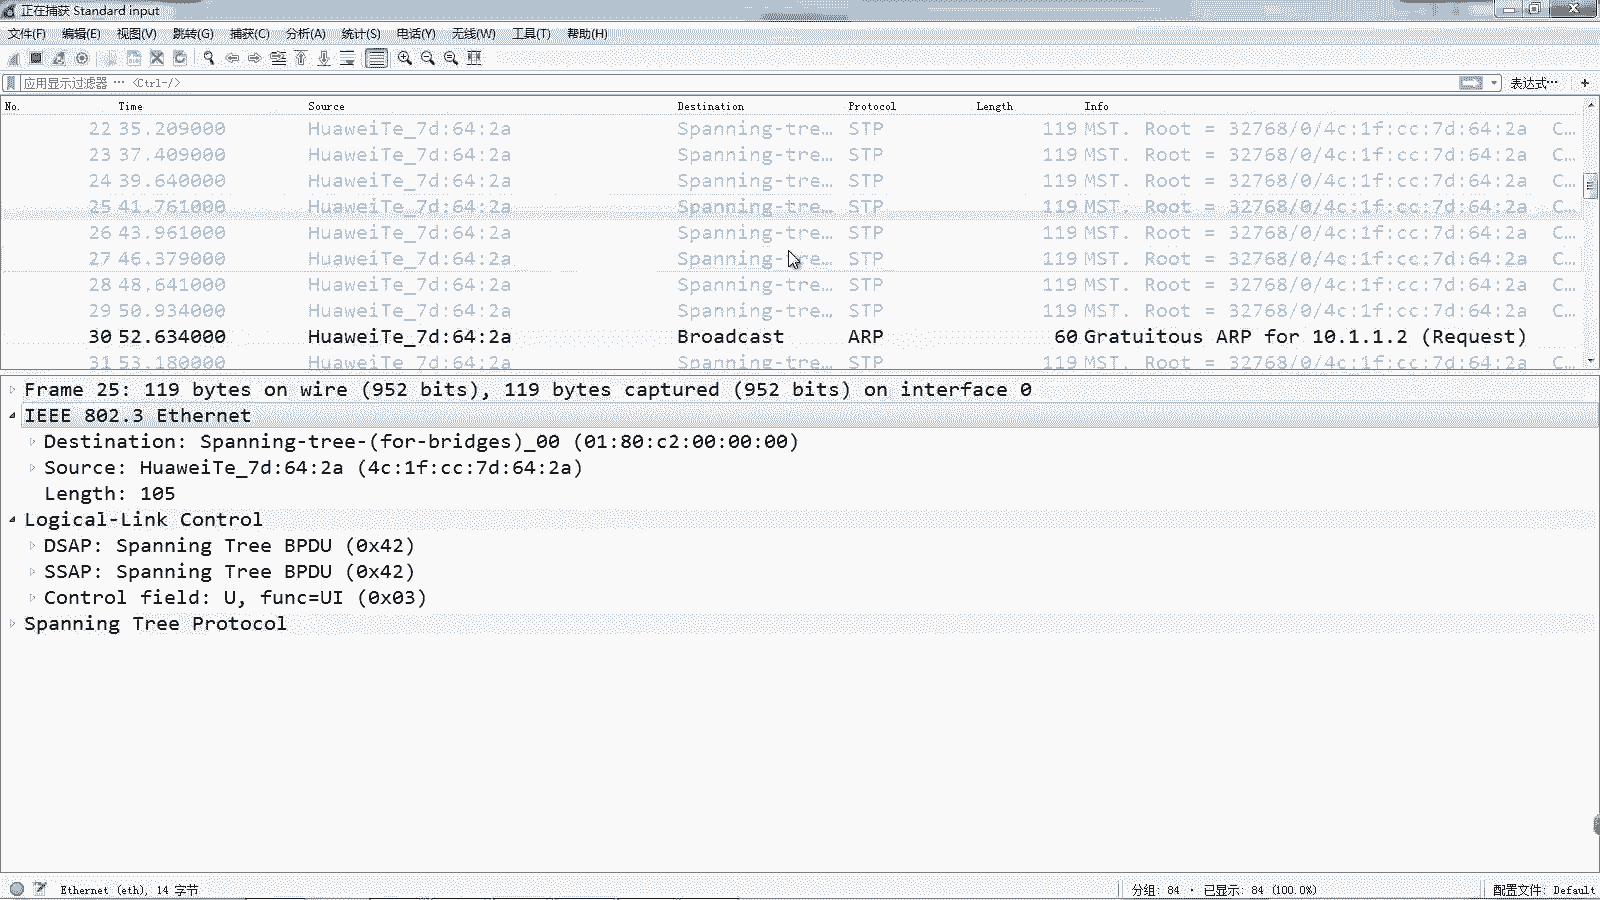 正在捕获 Standard input
文件(F) 编辑(E) 视图(V) 跳转(G) 捕获(C) 分析(A) 统计(S) 电话(Y) 无线(W) 工具(T) 帮助(H)
应用显示过滤器 … <Ctrl-/> 表达式… +
No. Time Source Destination Protocol Length Info
22 35.209000 HuaweiTe_7d:64:2a Spanning-tre… STP 119 MST. Root = 32768/0/4c:1f:cc:7d:64:2a C…
23 37.409000 HuaweiTe_7d:64:2a Spanning-tre… STP 119 MST. Root = 32768/0/4c:1f:cc:7d:64:2a C…
24 39.640000 HuaweiTe_7d:64:2a Spanning-tre… STP 119 MST. Root = 32768/0/4c:1f:cc:7d:64:2a C…
25 41.761000 HuaweiTe_7d:64:2a Spanning-tre… STP 119 MST. Root = 32768/0/4c:1f:cc:7d:64:2a C…
26 43.961000 HuaweiTe_7d:64:2a Spanning-tre… STP 119 MST. Root = 32768/0/4c:1f:cc:7d:64:2a C…
27 46.379000 HuaweiTe_7d:64:2a Spanning-tre… STP 119 MST. Root = 32768/0/4c:1f:cc:7d:64:2a C…
28 48.641000 HuaweiTe_7d:64:2a Spanning-tre… STP 119 MST. Root = 32768/0/4c:1f:cc:7d:64:2a C…
29 50.934000 HuaweiTe_7d:64:2a Spanning-tre… STP 119 MST. Root = 32768/0/4c:1f:cc:7d:64:2a C…
30 52.634000 HuaweiTe_7d:64:2a Broadcast ARP 60 Gratuitous ARP for 10.1.1.2 (Request)
31 53.180000 HuaweiTe_7d:64:2a Spanning-tre… STP 119 MST. Root = 32768/0/4c:1f:cc:7d:64:2a C…
Frame 25: 119 bytes on wire (952 bits), 119 bytes captured (952 bits) on interface 0
IEEE 802.3 Ethernet
Destination: Spanning-tree-(for-bridges)_00 (01:80:c2:00:00:00)
Source: HuaweiTe_7d:64:2a (4c:1f:cc:7d:64:2a)
Length: 105
Logical-Link Control
DSAP: Spanning Tree BPDU (0x42)
SSAP: Spanning Tree BPDU (0x42)
Control field: U, func=UI (0x03)
Spanning Tree Protocol
Ethernet (eth), 14 字节 分组: 84 · 已显示: 84 (100.0%) 配置文件: Default